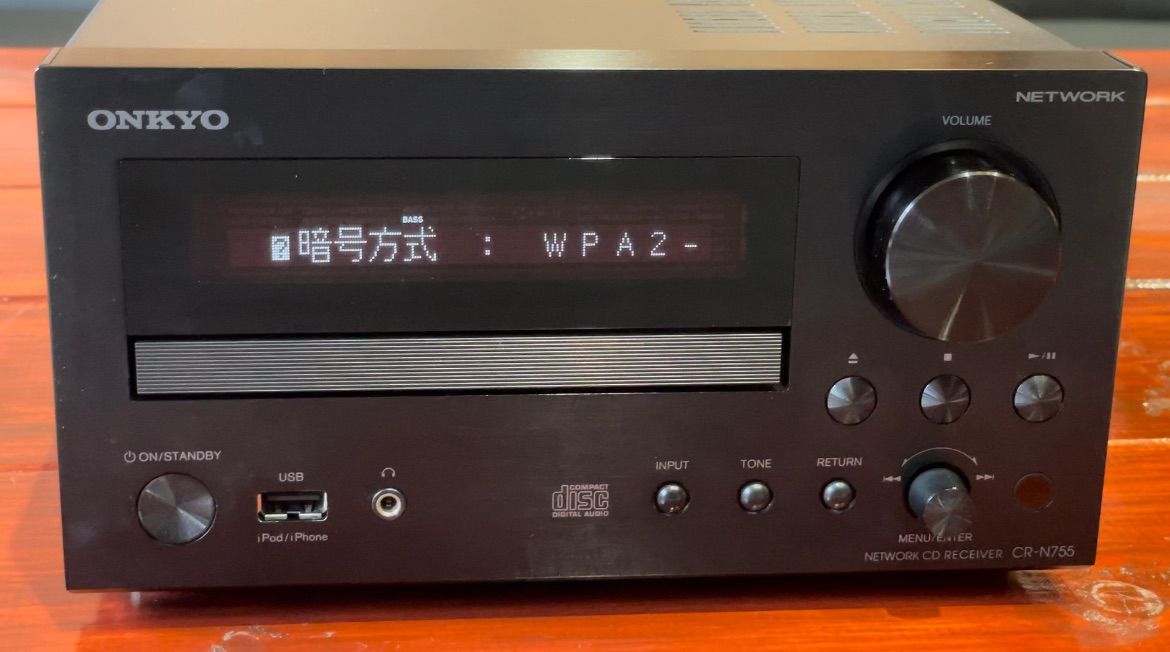 ONKYO
NETWORK
VOLUME
BASS
暗号方式 : WPA2-
ON/STANDBY
USB
iPod/iPhone
COMPACT
disc
DIGITAL AUDIO
INPUT
TONE
RETURN
MENU/ENTER
NETWORK CD RECEIVER CR-N755